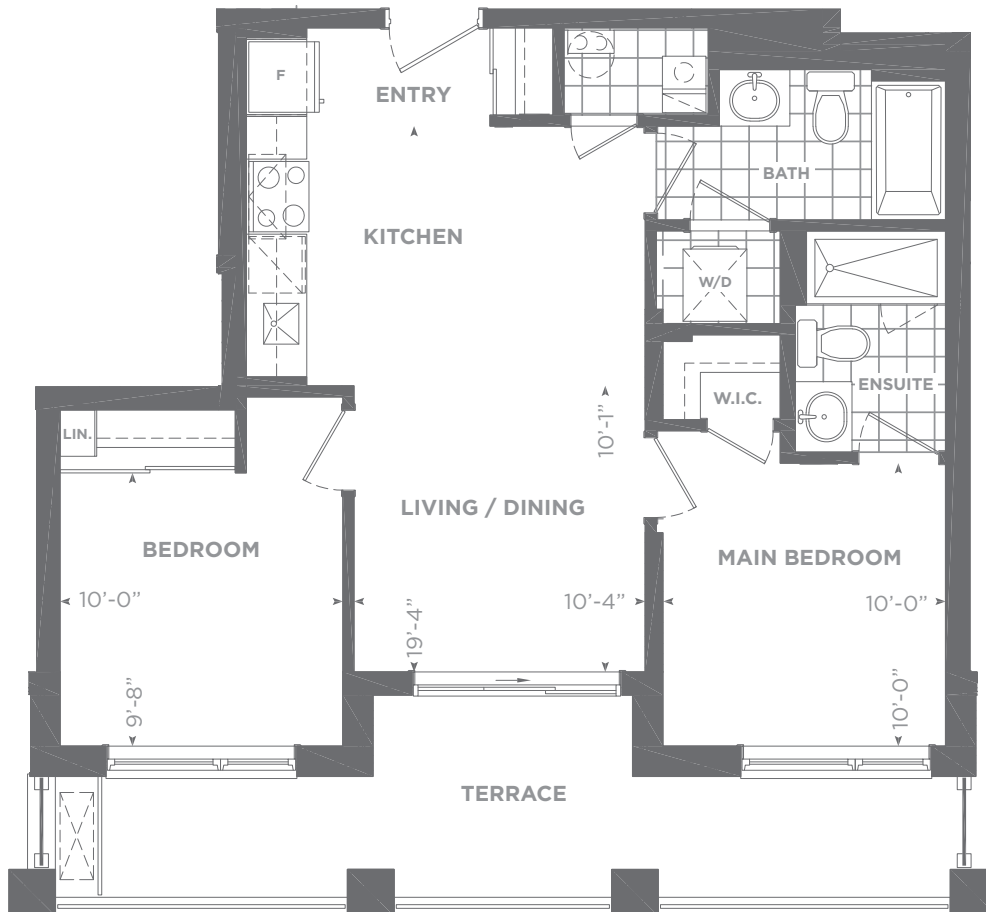 F
ENTRY
BATH
KITCHEN
W/D
ENSUITE
W.I.C.
LIN.
10'-1"
LIVING / DINING
BEDROOM
MAIN BEDROOM
10'-0"
10'-4"
10'-0"
19'-4"
9'-8"
10'-0"
TERRACE